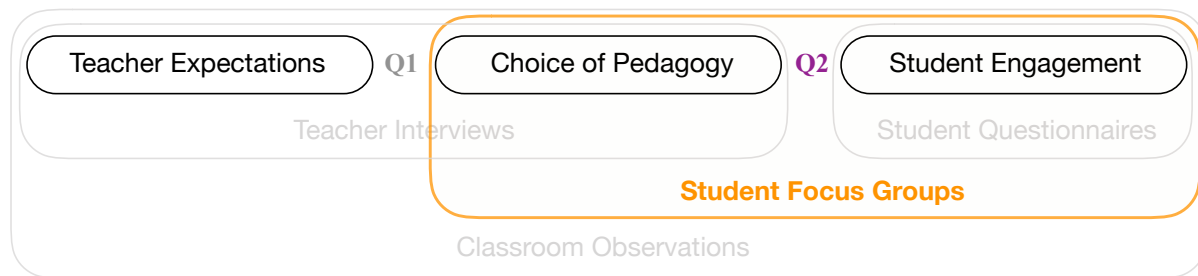 Teacher Expectations Q1 Choice of Pedagogy Q2 Student Engagement
Teacher Interviews Student Questionnaires
Student Focus Groups
Classroom Observations